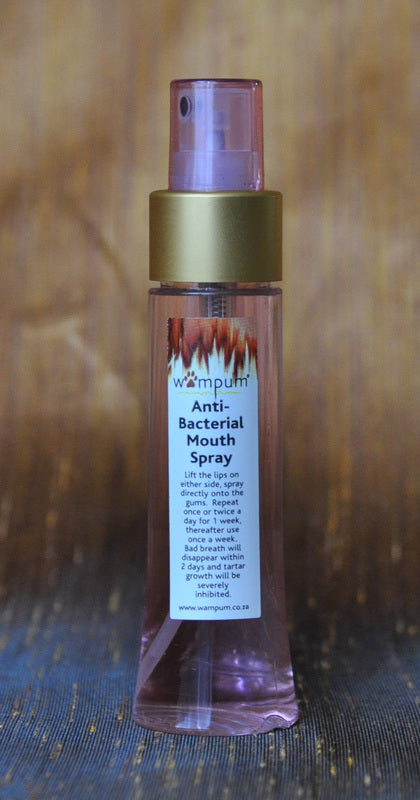 wampum®
Anti-
Bacterial
Mouth
Spray
Lift the lips on
either side, spray
directly onto the
gums. Repeat
once or twice a
day for 1 week,
thereafter use
once a week.
Bad breath will
disappear within
2 days and tartar
growth will be
severely
inhibited.
www.wampum.co.za